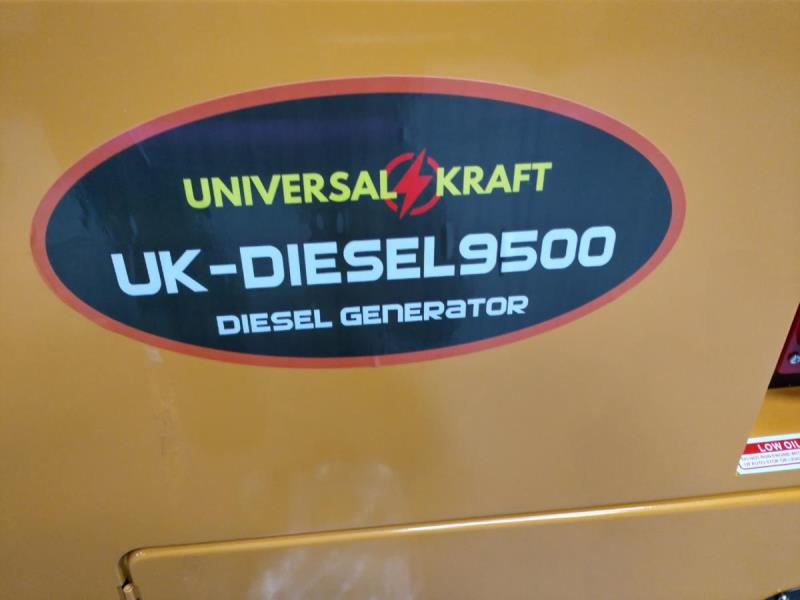 UNIVERSAL KRAFT
UK-DIESEL9500
DIESEL GENERATOR
LOW OIL